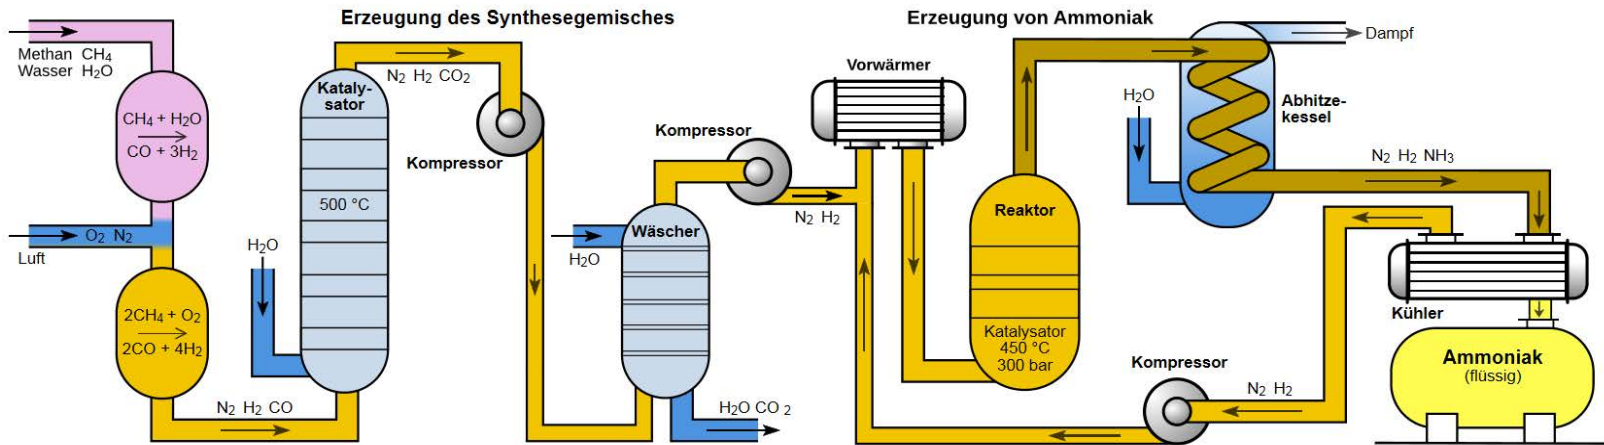 Erzeugung des Synthesegemisches
Erzeugung von Ammoniak
Methan CH4
Wasser H2O
CH4 + H2O
CO + 3H2
O2 N2
Luft
2CH4 + O2
2CO + 4H2
N2 H2 CO
H2O
Kataly-
sator
500 °C
N2 H2 CO2
Kompressor
H2O
Wäscher
H2O CO2
Kompressor
N2 H2
Vorwärmer
Reaktor
Katalysator
450 °C
300 bar
H2O
Dampf
Abhitze-
kessel
N2 H2 NH3
Kühler
Ammoniak
(flüssig)
N2 H2
Kompressor